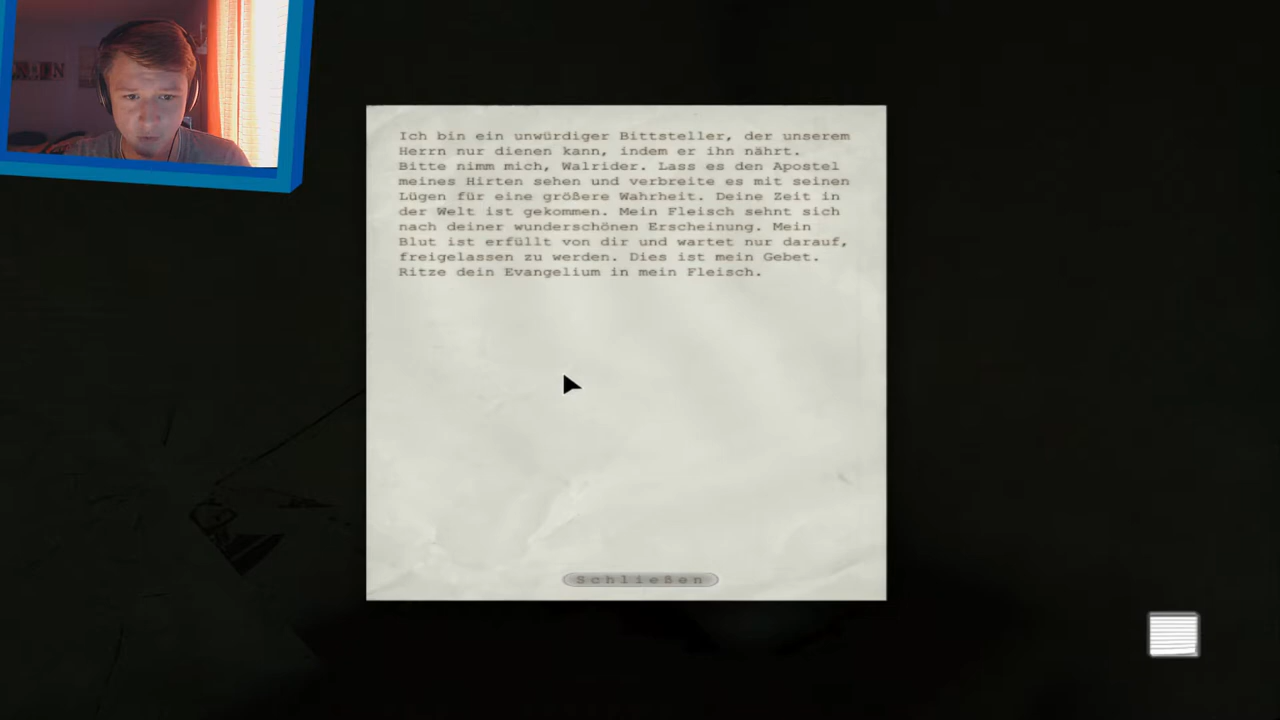 Ich bin ein unwürdiger Bittsteller, der unserem
Herrn nur dienen kann, indem er ihn nährt.
Bitte nimm mich, Walrider. Lass es den Apostel
meines Hirten sehen und verbreite es mit seinen
Lügen für eine größere Wahrheit. Deine Zeit in
der Welt ist gekommen. Mein Fleisch sehnt sich
nach deiner wunderschönen Erscheinung. Mein
Blut ist erfüllt von dir und wartet nur darauf,
freigelassen zu werden. Dies ist mein Gebet.
Ritze dein Evangelium in mein Fleisch.
Schließen